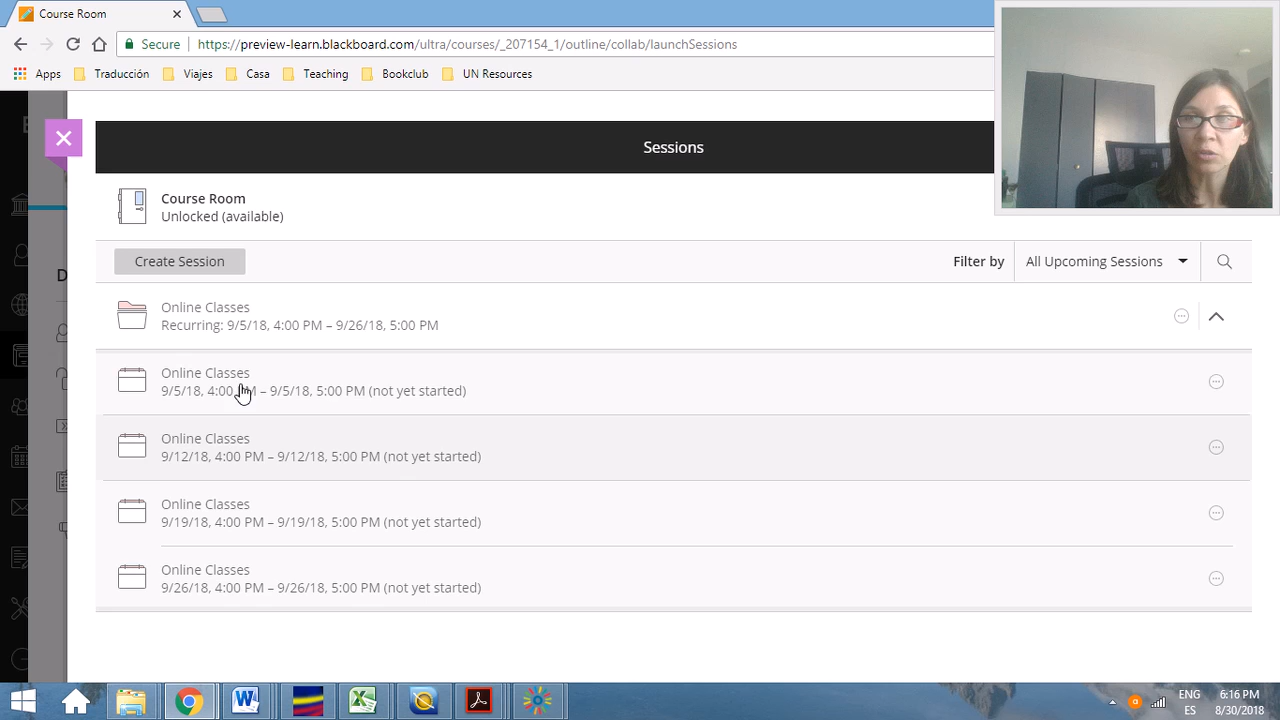 Course Room
Secure
https://preview-learn.blackboard.com/ultra/courses/_207154_1/outline/collab/launchSessions
Apps
Traducción
Viajes
Casa
Teaching
Bookclub
UN Resources
Sessions
Course Room
Unlocked (available)
Create Session
Filter by
All Upcoming Sessions
Online Classes
Recurring: 9/5/18, 4:00 PM – 9/26/18, 5:00 PM
Online Classes
9/5/18, 4:00 PM – 9/5/18, 5:00 PM (not yet started)
Online Classes
9/12/18, 4:00 PM – 9/12/18, 5:00 PM (not yet started)
Online Classes
9/19/18, 4:00 PM – 9/19/18, 5:00 PM (not yet started)
Online Classes
9/26/18, 4:00 PM – 9/26/18, 5:00 PM (not yet started)
ENG
ES
6:16 PM
8/30/2018